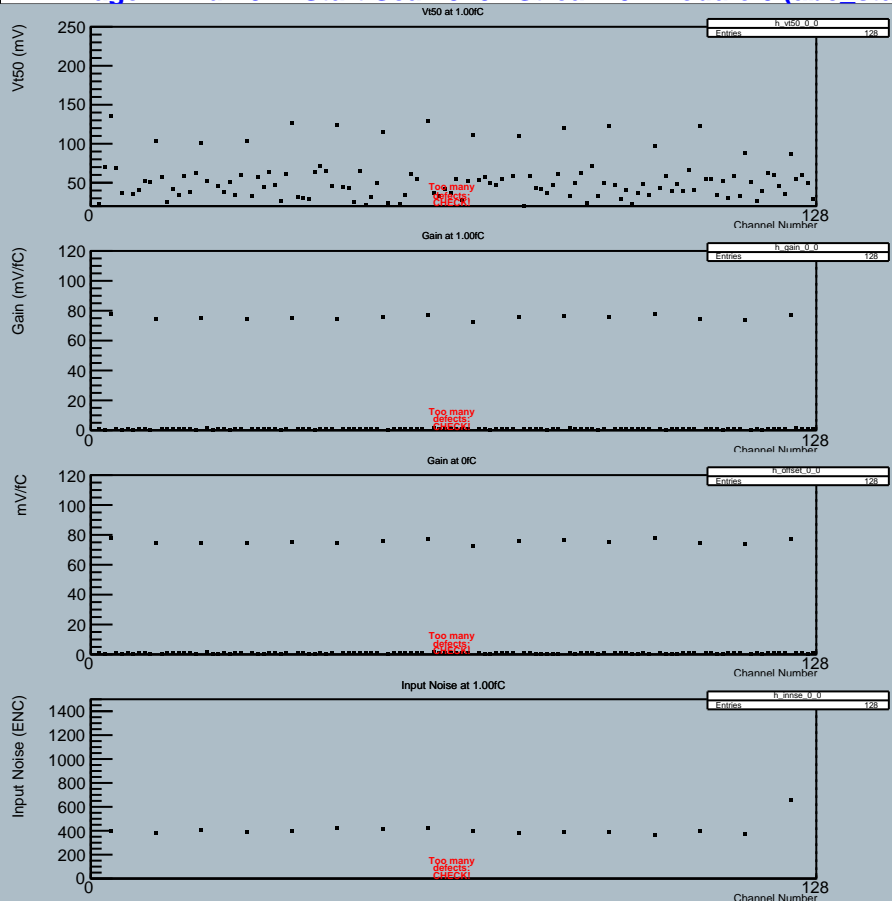 Vt50 at 1.00fC
h_vt50_0_0
Entries 128
Vt50 (mV)
250
200
150
100
50
0
128
Channel Number
Too many
defects:
CHECK!
Gain at 1.00fC
h_gain_0_0
Entries 128
Gain (mV/fC)
120
100
80
60
40
20
0
0
128
Channel Number
Too many
defects:
CHECK!
Gain at 0fC
h_offset_0_0
Entries 128
mV/fC
120
100
80
60
40
20
0
0
128
Channel Number
Too many
defects:
CHECK!
Input Noise at 1.00fC
h_innse_0_0
Entries 128
Input Noise (ENC)
1400
1200
1000
800
600
400
200
0
0
128
Channel Number
Too many
defects:
CHECK!